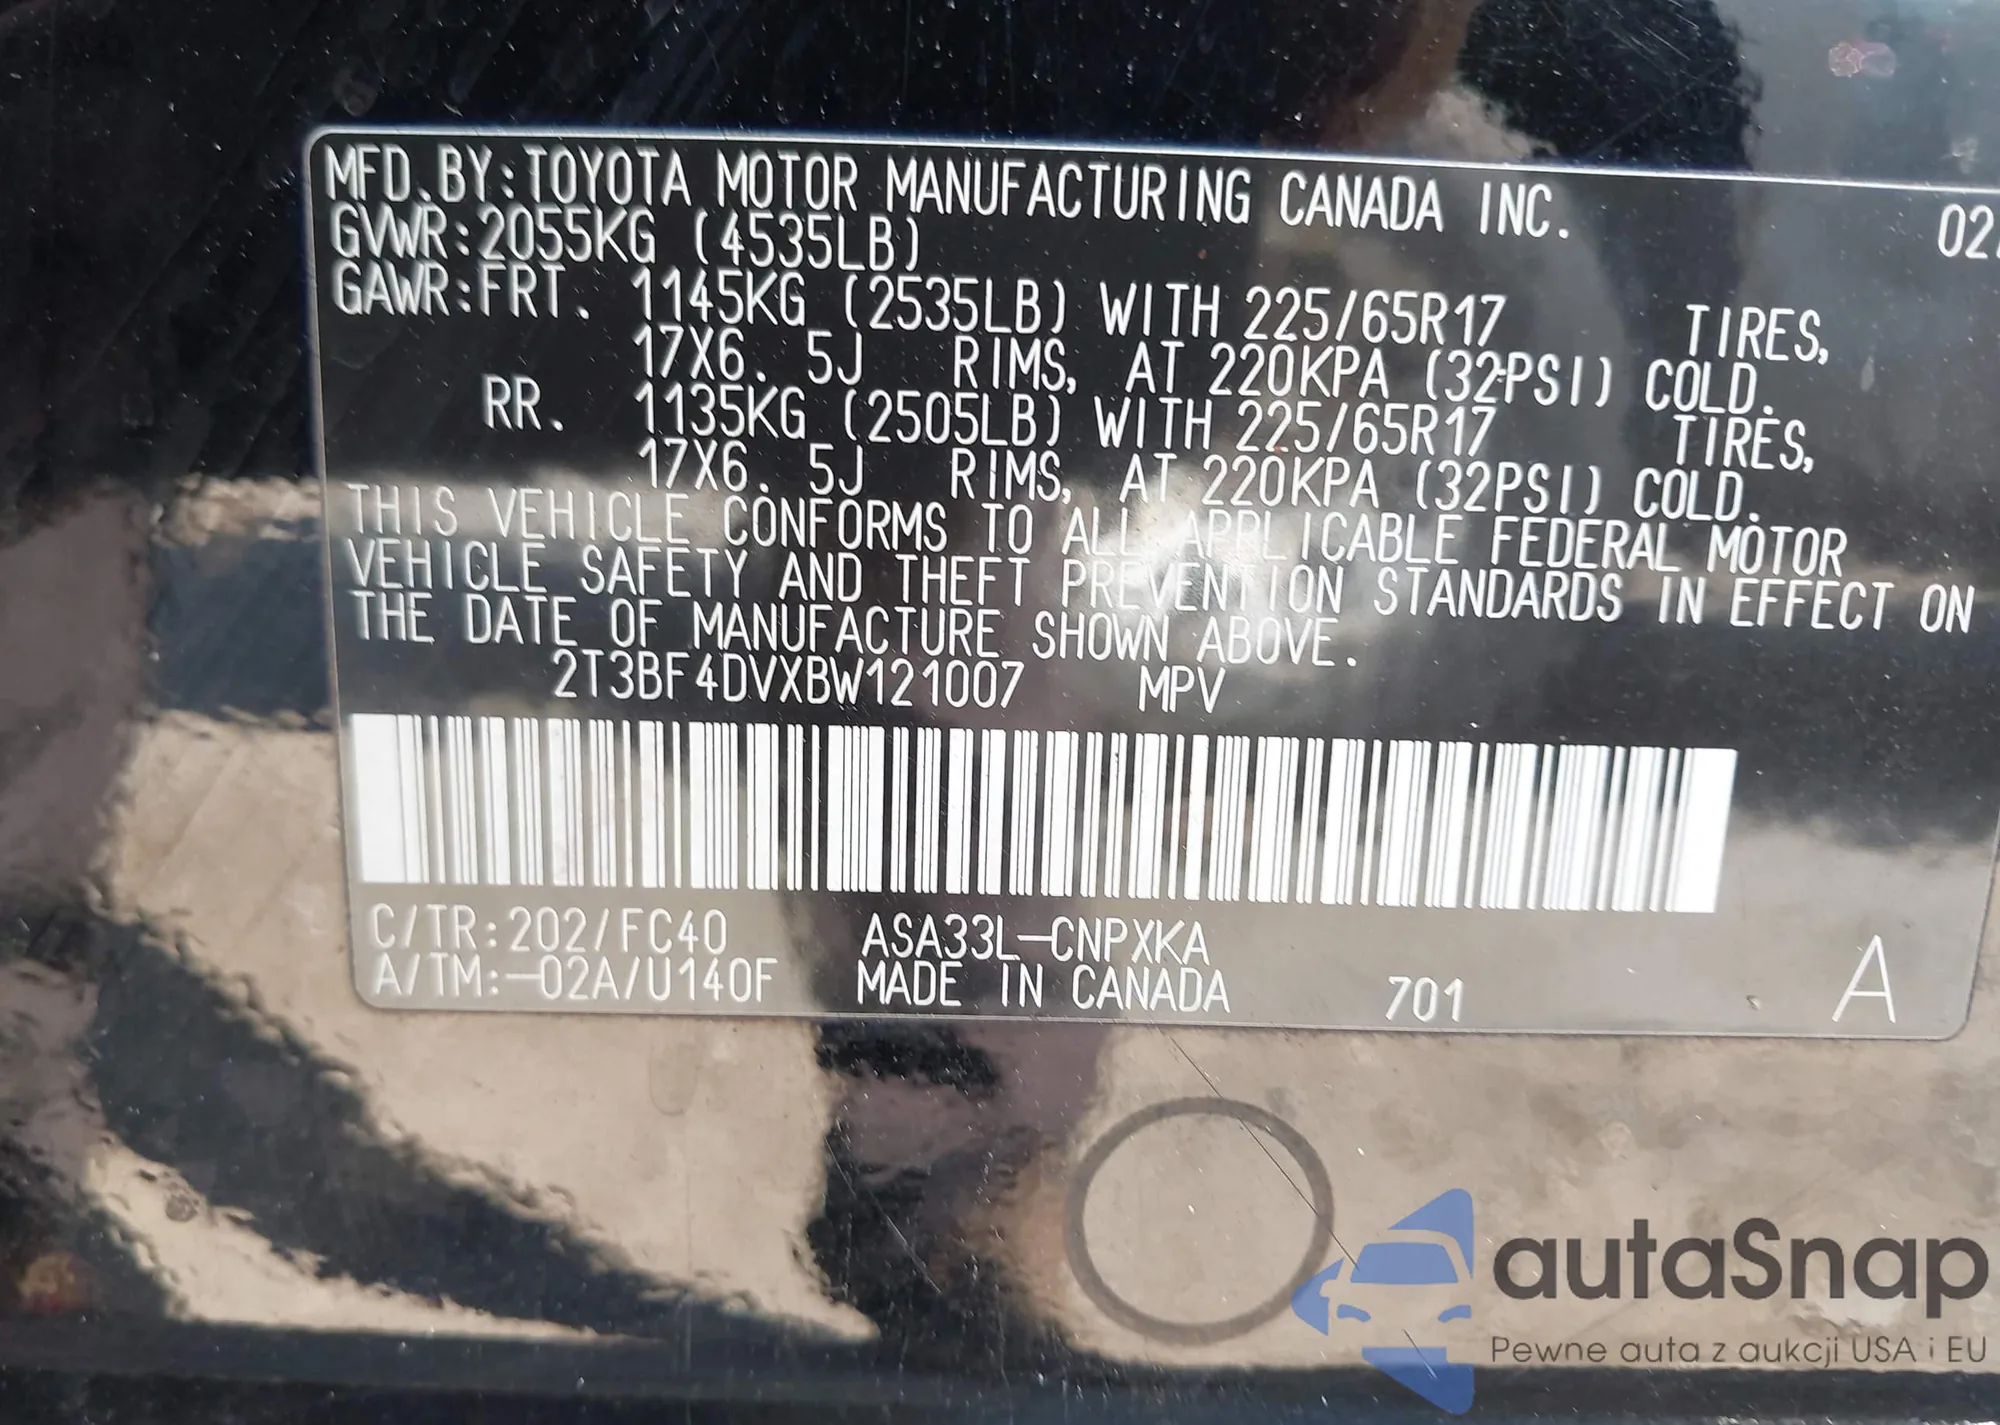 MFD.BY:TOYOTA MOTOR MANUFACTURING CANADA INC. 02/
GVWR:2055KG (4535LB)
GAWR:FRT. 1145KG (2535LB) WITH 225/65R17 TIRES,
17X6.5J RIMS, AT 220KPA (32PSI) COLD.
RR. 1135KG (2505LB) WITH 225/65R17 TIRES,
17X6.5J RIMS, AT 220KPA (32PSI) COLD.
THIS VEHICLE CONFORMS TO ALL APPLICABLE FEDERAL MOTOR
VEHICLE SAFETY AND THEFT PREVENTION STANDARDS IN EFFECT ON
THE DATE OF MANUFACTURE SHOWN ABOVE.
2T3BF4DVXBW121007 MPV
C/TR:202/FC40 ASA33L-CNPXKA
A/TM:-02A/U140F MADE IN CANADA 701 A
autaSnap
Pewne auta z aukcji USA i EU